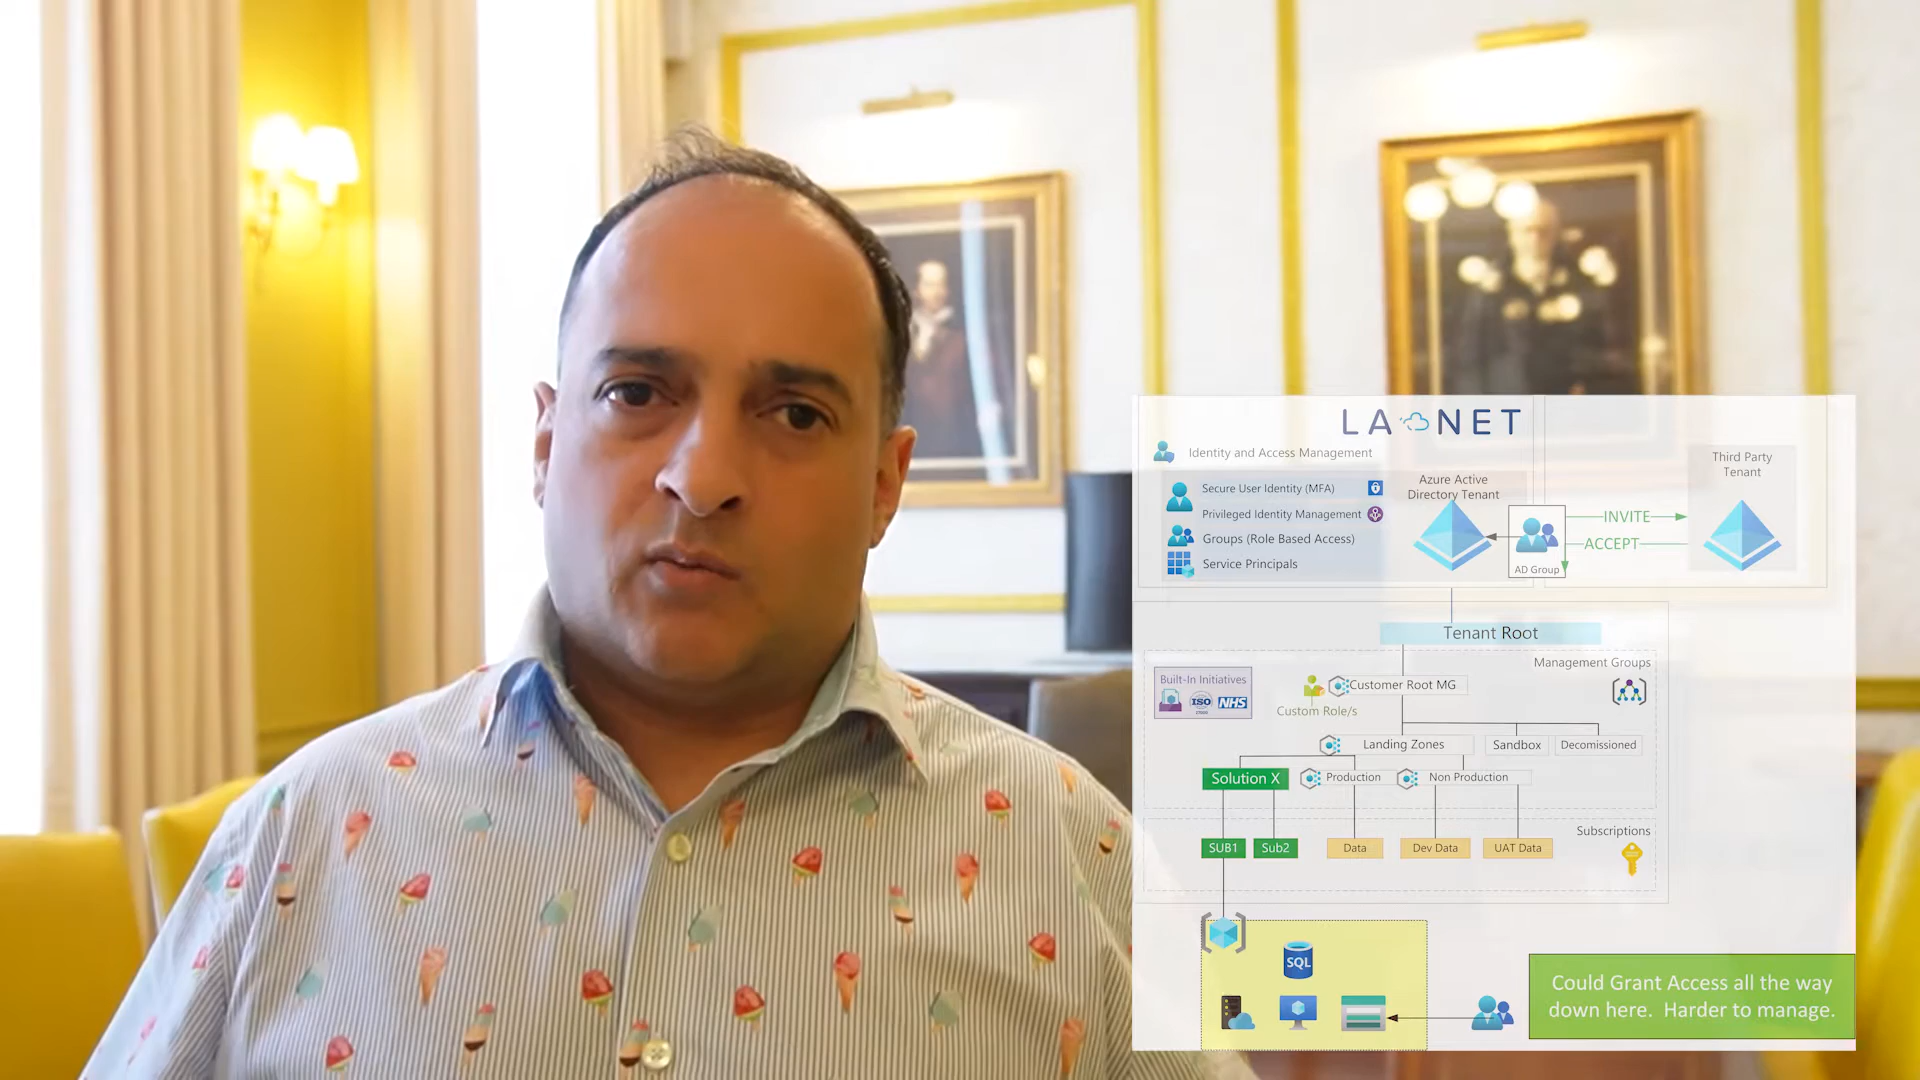 LA NET
Identity and Access Management
Secure User Identity (MFA)
Privileged Identity Management
Groups (Role Based Access)
Service Principals
Azure Active
Directory Tenant
AD Group
INVITE
ACCEPT
Third Party
Tenant
Tenant Root
Management Groups
Built-In Initiatives
ISO
NHS
Custom Role/s
Customer Root MG
Landing Zones
Sandbox
Decomissioned
Solution X
Production
Non Production
Subscriptions
SUB1
Sub2
Data
Dev Data
UAT Data
SQL
Could Grant Access all the way
down here. Harder to manage.